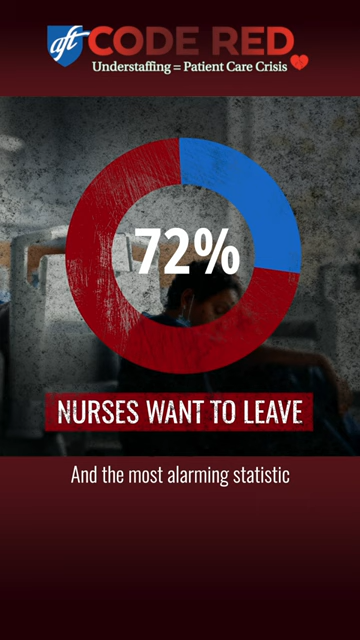 aft CODE RED
Understaffing = Patient Care Crisis
72%
NURSES WANT TO LEAVE
And the most alarming statistic